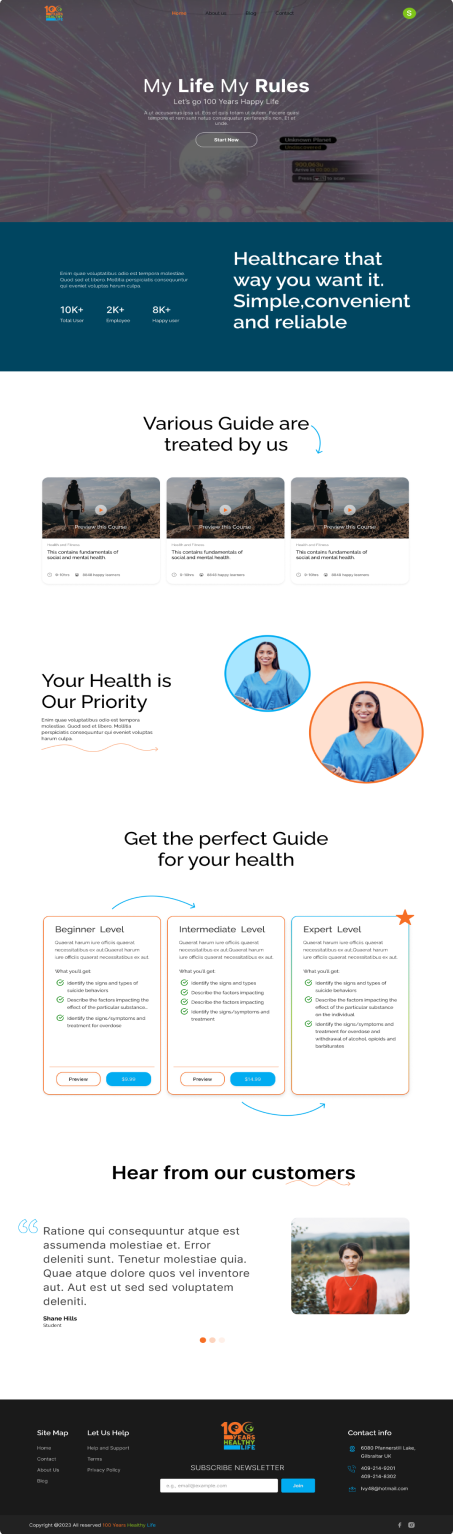 100
YEARS
HEALTHY
LIFE
Home
About us
Blog
Contact
S
My Life My Rules
Let's go 100 Years Happy Life
A ut accusamus ipsa ut. Eos et quis totam ut autem. Facere quasi
tempore et rem sunt natus consequatur perferendis non. Et at
unde.
Start Now
Unknown Planet
Undiscovered
Press
to scan
Enim quae voluptatibus odio est tempora molestiae.
Quod sed et libero. Mollitia perspiciatis consequuntur
qui eveniet voluptas harum culpa.
10K+
2K+
8K+
Total User
Employee
Happy user
Healthcare that
way you want it.
Simple,convenient
and reliable
Various Guide are
treated by us
Preview this Course
Preview this Course
Preview this Course
Health and Fitness
Health and Fitness
Health and Fitness
This contains fundamentals of
social and mental health.
This contains fundamentals of
social and mental health.
This contains fundamentals of
social and mental health.
happy learners
happy learners
happy learners
Your Health is
Our Priority
Enim quae voluptatibus odio est tempora
molestiae. Quod sed et libero. Mollitia
perspiciatis consequuntur qui eveniet voluptas
harum culpa.
Get the perfect Guide
for your health
Beginner Level
Quaerat harum iure officiis quaerat
necessitatibus ex aut.Quaerat harum
iure officiis quaerat necessitatibus ex aut.
What you'll get:
Identify the signs and types of
suicide behaviors
Describe the factors impacting the
effect of the particular substance...
Identify the signs/symptoms and
treatment for overdose
Preview
$9.99
Intermediate Level
Quaerat harum iure officiis quaerat
necessitatibus ex aut.Quaerat harum
iure officiis quaerat necessitatibus ex aut.
What you'll get:
Identify the signs and types
Describe the factors impacting
Describe the factors impacting
Identify the signs/symptoms and
treatment
Preview
$14.99
Expert Level
Quaerat harum iure officiis quaerat
necessitatibus ex aut.Quaerat harum
iure officiis quaerat necessitatibus ex aut.
What you'll get:
Identify the signs and types of
suicide behaviors
Describe the factors impacting the
effect of the particular substance
on the individual
Identify the signs/symptoms and
treatment for overdose and
withdrawal of alcohol, opioids and
barbiturates
Hear from our customers
Ratione qui consequuntur atque est
assumenda molestiae et. Error
deleniti sunt. Tenetur molestiae quia.
Quae atque dolore quos vel inventore
aut. Aut est ut sed sed voluptatem
deleniti.
Shane Hills
Student
Site Map
Home
Contact
About Us
Blog
Let Us Help
Help and Support
Terms
Privacy Policy
100
YEARS
HEALTHY
LIFE
SUBSCRIBE NEWSLETTER
e.g., email@example.com
Join
Contact info
6080 Pfannerstill Lake,
Gilbralter UK
409-214-9201
409-214-8302
Ivy48@hotmail.com
Copyright @2023 All reserved 100 Years Healthy Life